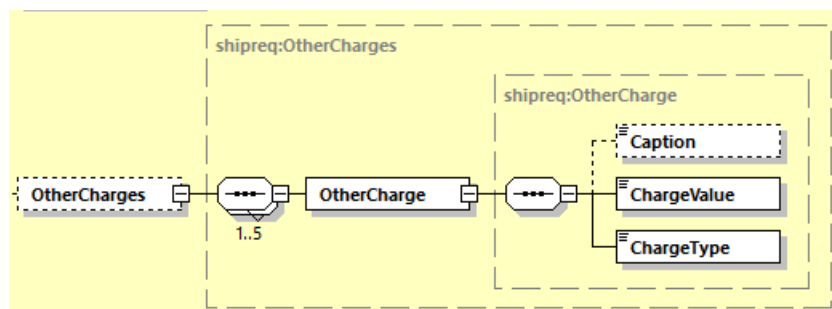 shipreq:OtherCharges
shipreq:OtherCharge
Caption
OtherCharges
OtherCharge
ChargeValue
1..5
ChargeType